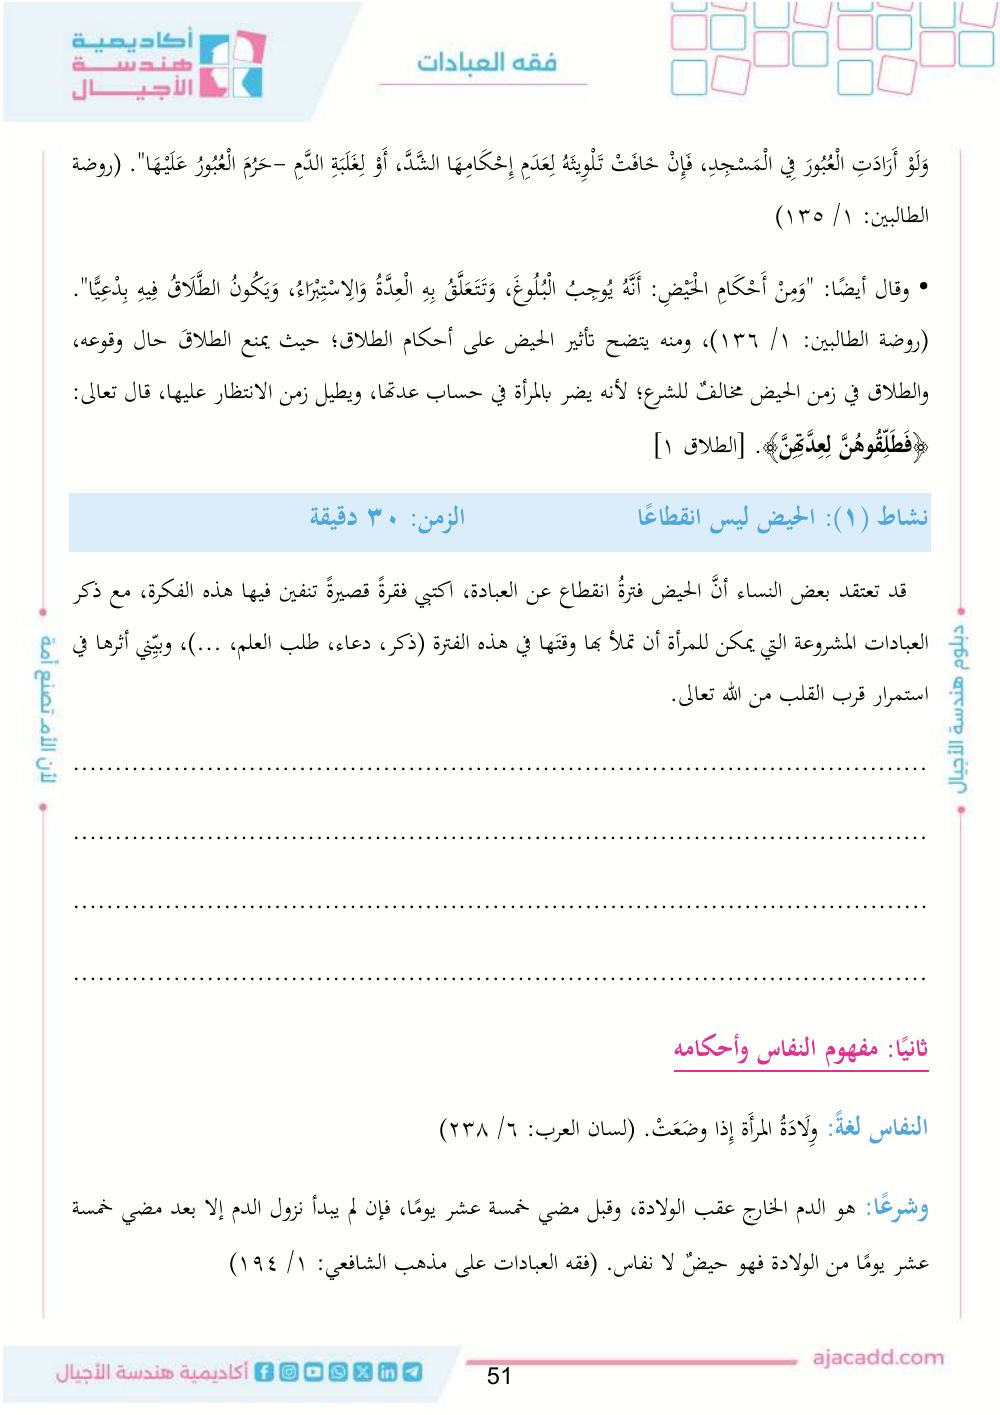 أكاديمية
هندسة
الأجيال
فقه العبادات
وَلَوْ أَرَادَتِ الْعُبُورَ فِي الْمَسْجِدِ، فَإِنْ خَافَتْ تَلْوِيثَهُ لِعَدَمِ إِحْكَامِهَا الشَّدَّ، أَوْ لِغَلَبَةِ الدَّمِ –حَرُمَ الْعُبُورُ عَلَيْهَا". (روضة
الطالبين: ١/ ١٣٥)
• وقال أيضًا: "وَمِنْ أَحْكَامِ الحَيْضِ: أَنَّهُ يُوجِبُ الْبُلُوغَ، وَتَتَعَلَّقُ بِهِ الْعِدَّةُ وَالِاسْتِبْرَاءُ، وَيَكُونُ الطَّلَاقُ فِيهِ بِدْعِيًّا".
(روضة الطالبين: ١/ ١٣٦)، ومنه يتضح تأثير الحيض على أحكام الطلاق؛ حيث يمنع الطلاقَ حال وقوعه،
والطلاق في زمن الحيض مخالفٌ للشرع؛ لأنه يضر بالمرأة في حساب عدتها، ويطيل زمن الانتظار عليها، قال تعالى:
﴿فَطَلِّقُوهُنَّ لِعِدَّتِهِنَّ﴾. [الطلاق ١]
نشاط (١): الحيض ليس انقطاعًا الزمن: ٣٠ دقيقة
قد تعتقد بعض النساء أنَّ الحيض فترةُ انقطاع عن العبادة، اكتبي فقرةً قصيرةً تنفين فيها هذه الفكرة، مع ذكر
العبادات المشروعة التي يمكن للمرأة أن تملأ بها وقتَها في هذه الفترة (ذكر، دعاء، طلب العلم، ...)، وبيِّني أثرها في
استمرار قرب القلب من الله تعالى.
ثانيًا: مفهوم النفاس وأحكامه
النفاس لغةً: وِلَادَةُ المرأَة إِذا وضَعَتْ. (لسان العرب: ٦/ ٢٣٨)
وشرعًا: هو الدم الخارج عقب الولادة، وقبل مضي خمسة عشر يومًا، فإن لم يبدأ نزول الدم إلا بعد مضي خمسة
عشر يومًا من الولادة فهو حيضٌ لا نفاس. (فقه العبادات على مذهب الشافعي: ١/ ١٩٤)
دبلوم هندسة الأجيال
لأن الأم تصنع أمة
ajacadd.com
51
أكاديمية هندسة الأجيال